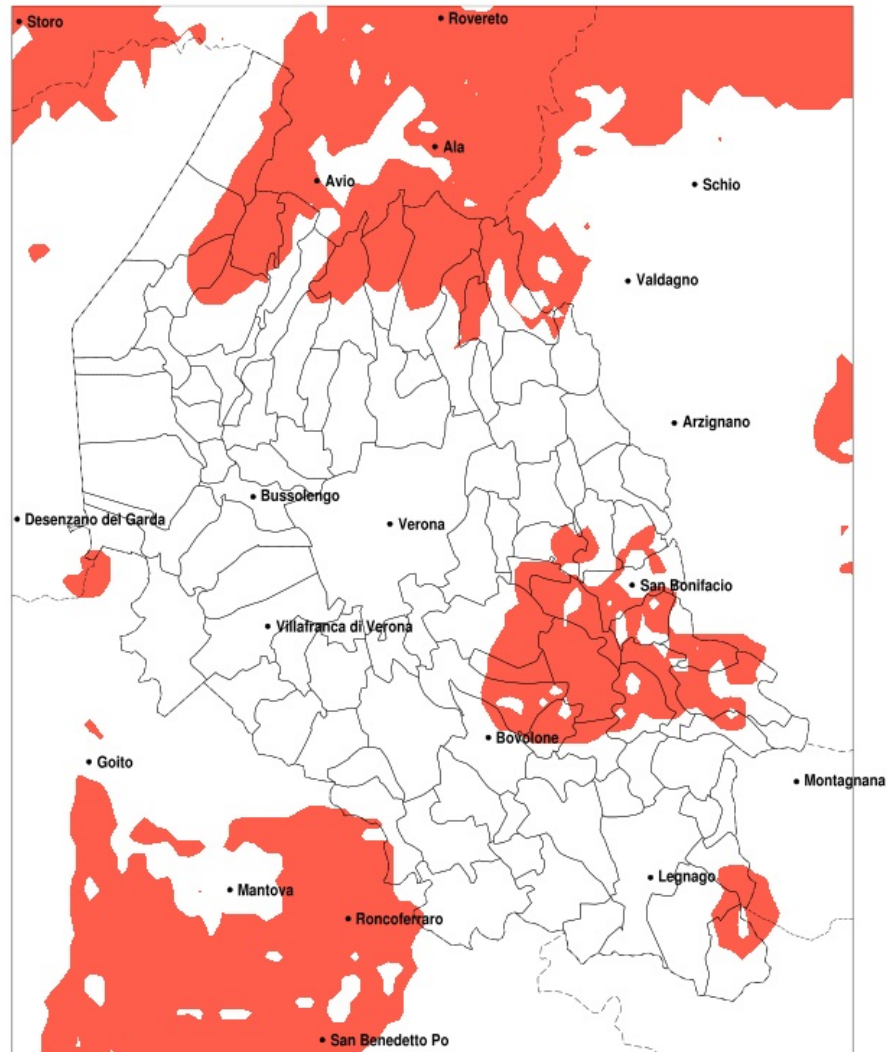 Storo
Rovereto
Ala
Avio
Schio
Valdagno
Arzignano
Bussolengo
Desenzano del Garda
Verona
San Bonifacio
Villafranca di Verona
Bovolone
Goito
Montagnana
Legnago
Mantova
Roncoferraro
San Benedetto Po